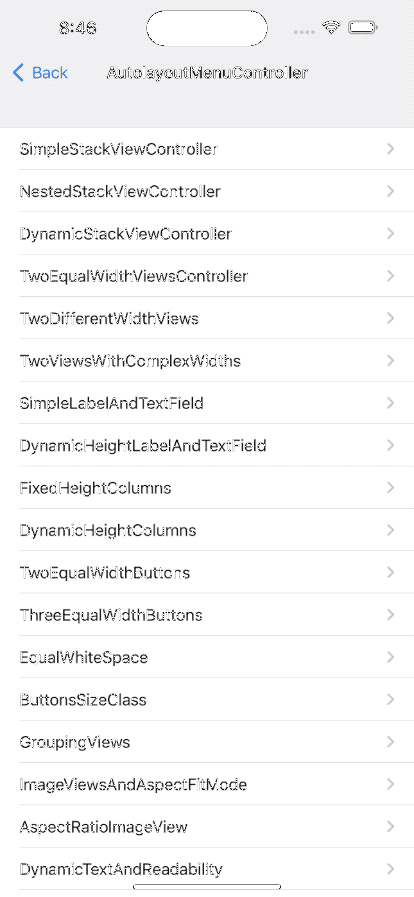 8:46
Back AutolayoutMenuController
SimpleStackViewController
NestedStackViewController
DynamicStackViewController
TwoEqualWidthViewsController
TwoDifferentWidthViews
TwoViewsWithComplexWidths
SimpleLabelAndTextField
DynamicHeightLabelAndTextField
FixedHeightColumns
DynamicHeightColumns
TwoEqualWidthButtons
ThreeEqualWidthButtons
EqualWhiteSpace
ButtonsSizeClass
GroupingViews
ImageViewsAndAspectFitMode
AspectRatioImageView
DynamicTextAndReadability